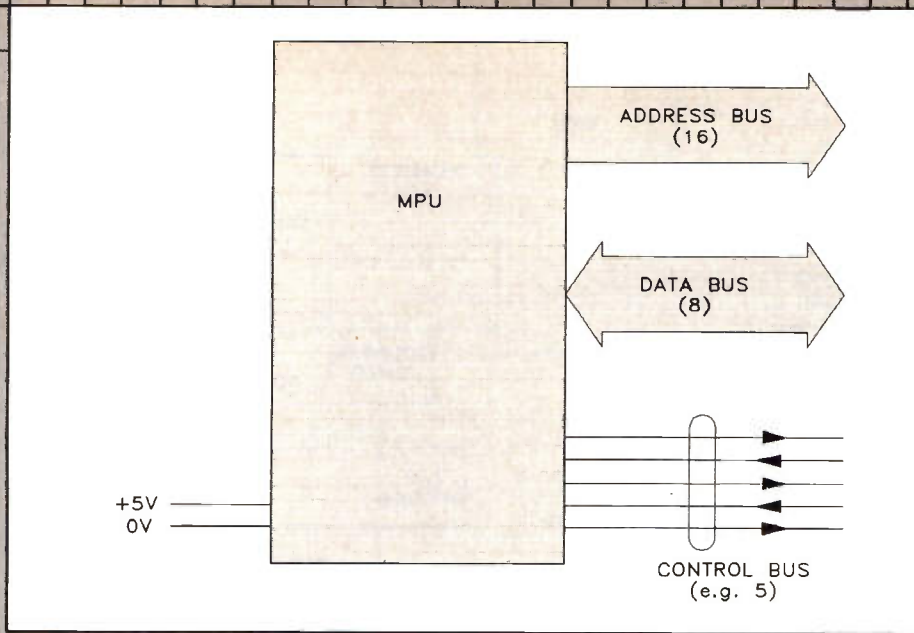 ADDRESS BUS
(16)
MPU
DATA BUS
(8)
+5V
0V
CONTROL BUS
(e.g. 5)